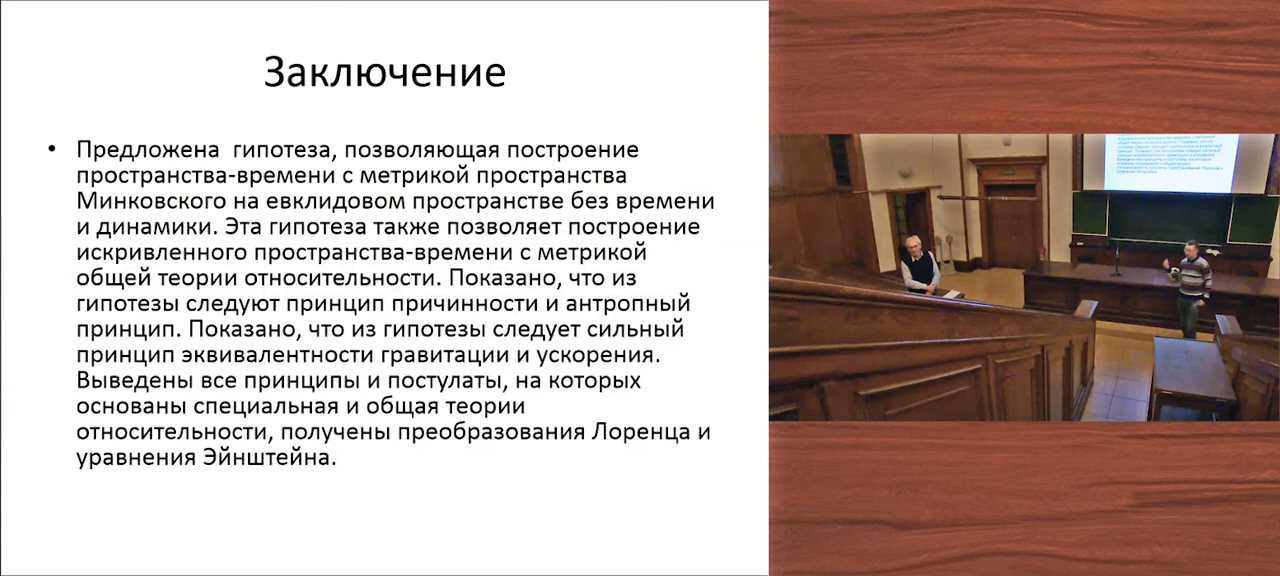 Заключение
• Предложена гипотеза, позволяющая построение
пространства-времени с метрикой пространства
Минковского на евклидовом пространстве без времени
и динамики. Эта гипотеза также позволяет построение
искривленного пространства-времени с метрикой
общей теории относительности. Показано, что из
гипотезы следуют принцип причинности и антропный
принцип. Показано, что из гипотезы следует сильный
принцип эквивалентности гравитации и ускорения.
Выведены все принципы и постулаты, на которых
основаны специальная и общая теории
относительности, получены преобразования Лоренца и
уравнения Эйнштейна.